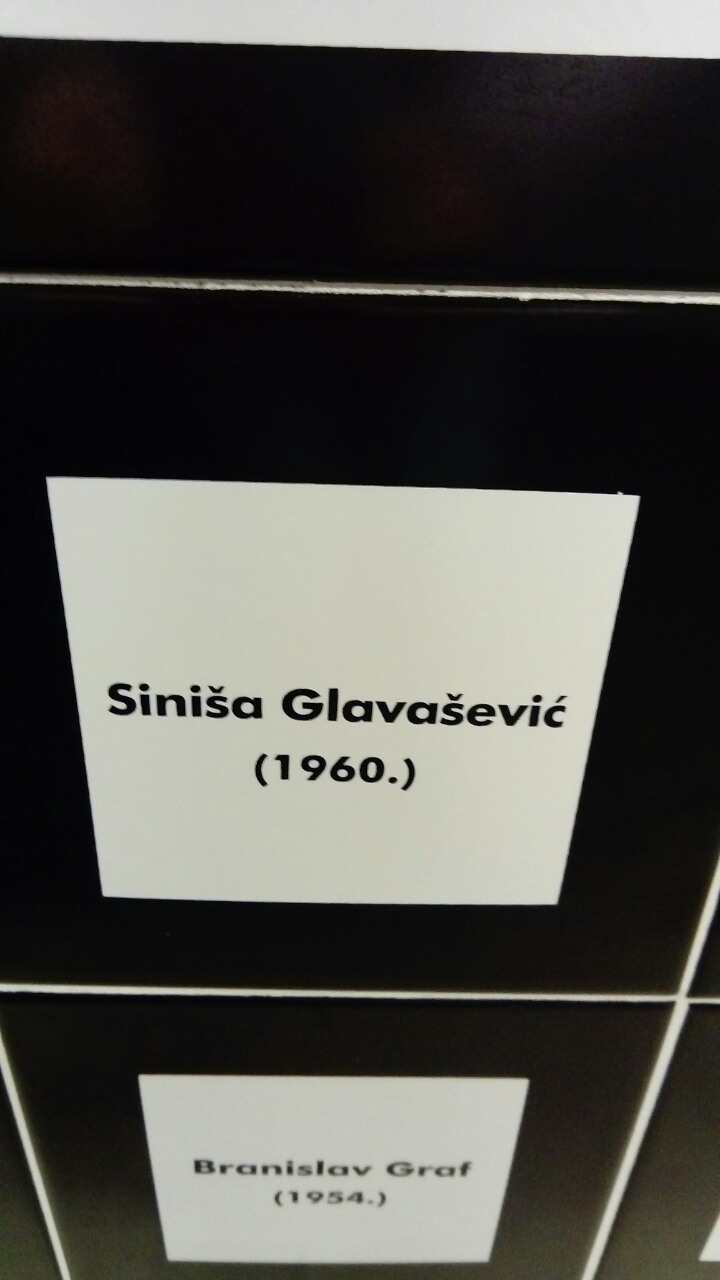 Siniša Glavašević
(1960.)
Branislav Graf
(1954.)